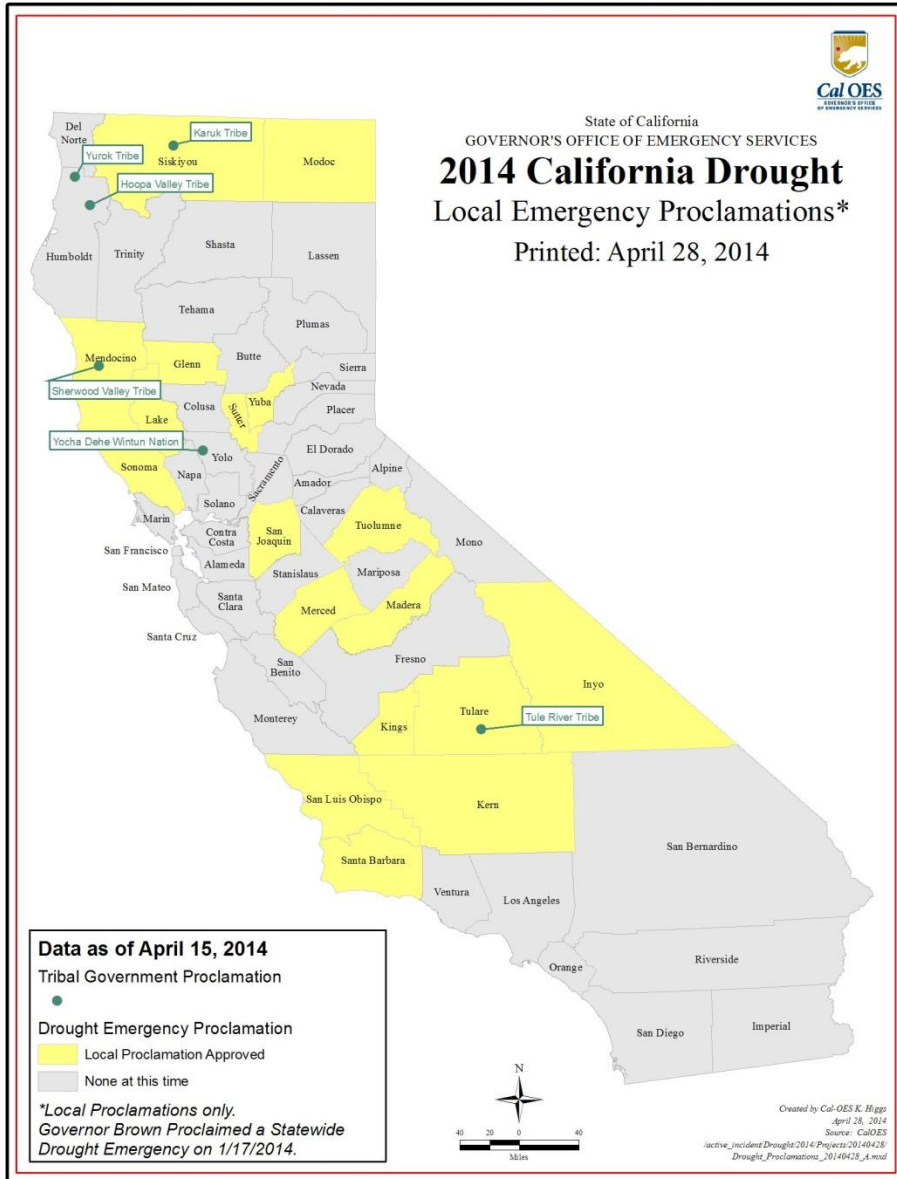 Cal OES
GOVERNOR'S OFFICE
OF EMERGENCY SERVICES
State of California
GOVERNOR'S OFFICE OF EMERGENCY SERVICES
2014 California Drought
Local Emergency Proclamations*
Printed: April 28, 2014
Del
Norte
Karuk Tribe
Yurok Tribe
Siskiyou
Modoc
Hoopa Valley Tribe
Humboldt
Trinity
Shasta
Lassen
Tehama
Plumas
Mendocino
Glenn
Butte
Sierra
Sherwood Valley Tribe
Nevada
Colusa
Sutter
Yuba
Placer
Lake
Yocha Dehe Wintun Nation
Yolo
El Dorado
Sonoma
Napa
Sacramento
Alpine
Amador
Solano
Calaveras
Marin
Contra
Costa
San
Joaquin
Tuolumne
San Francisco
Alameda
Mono
Stanislaus
Mariposa
San Mateo
Santa
Clara
Merced
Madera
Santa Cruz
San
Benito
Fresno
Inyo
Monterey
Kings
Tulare
Tule River Tribe
San Luis Obispo
Kern
Santa Barbara
San Bernardino
Ventura
Los Angeles
Orange
Riverside
San Diego
Imperial
Data as of April 15, 2014
Tribal Government Proclamation
Drought Emergency Proclamation
Local Proclamation Approved
None at this time
*Local Proclamations only.
Governor Brown Proclaimed a Statewide
Drought Emergency on 1/17/2014.
N
40 20 0 40
Miles
Created by Cal-OES K. Higgs
April 28, 2014
Source: CalOES
/active_incident/Drought/2014/Projects/20140428/
Drought_Proclamations_20140428_A.mxd